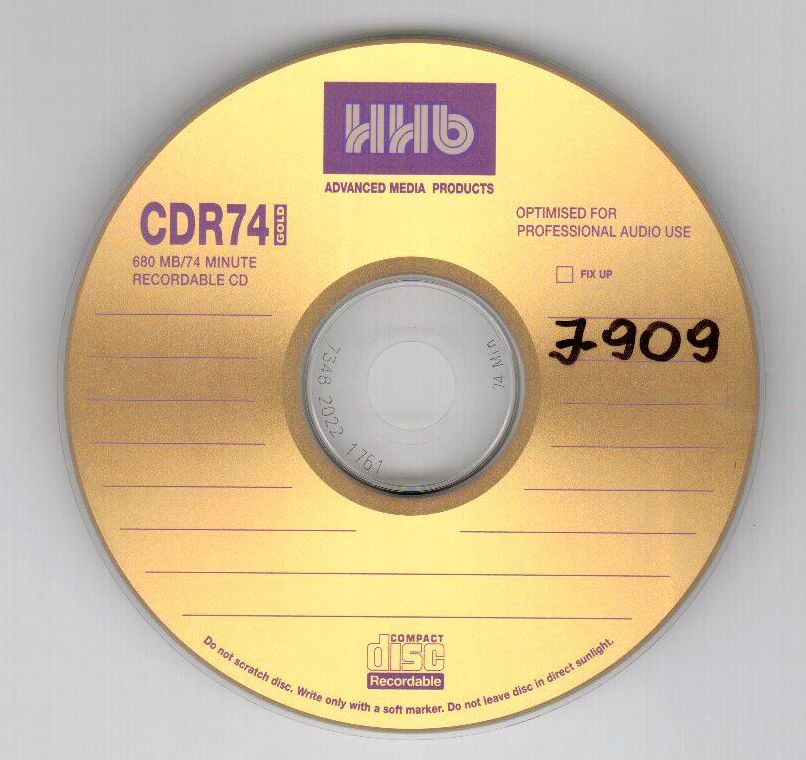 HHb
ADVANCED MEDIA PRODUCTS
CDR74 GOLD
680 MB/74 MINUTE
RECORDABLE CD
OPTIMISED FOR
PROFESSIONAL AUDIO USE
FIX UP
7909
7348 2022 1761
74 Min
COMPACT
disc
Recordable
Do not scratch disc. Write only with a soft marker. Do not leave disc in direct sunlight.